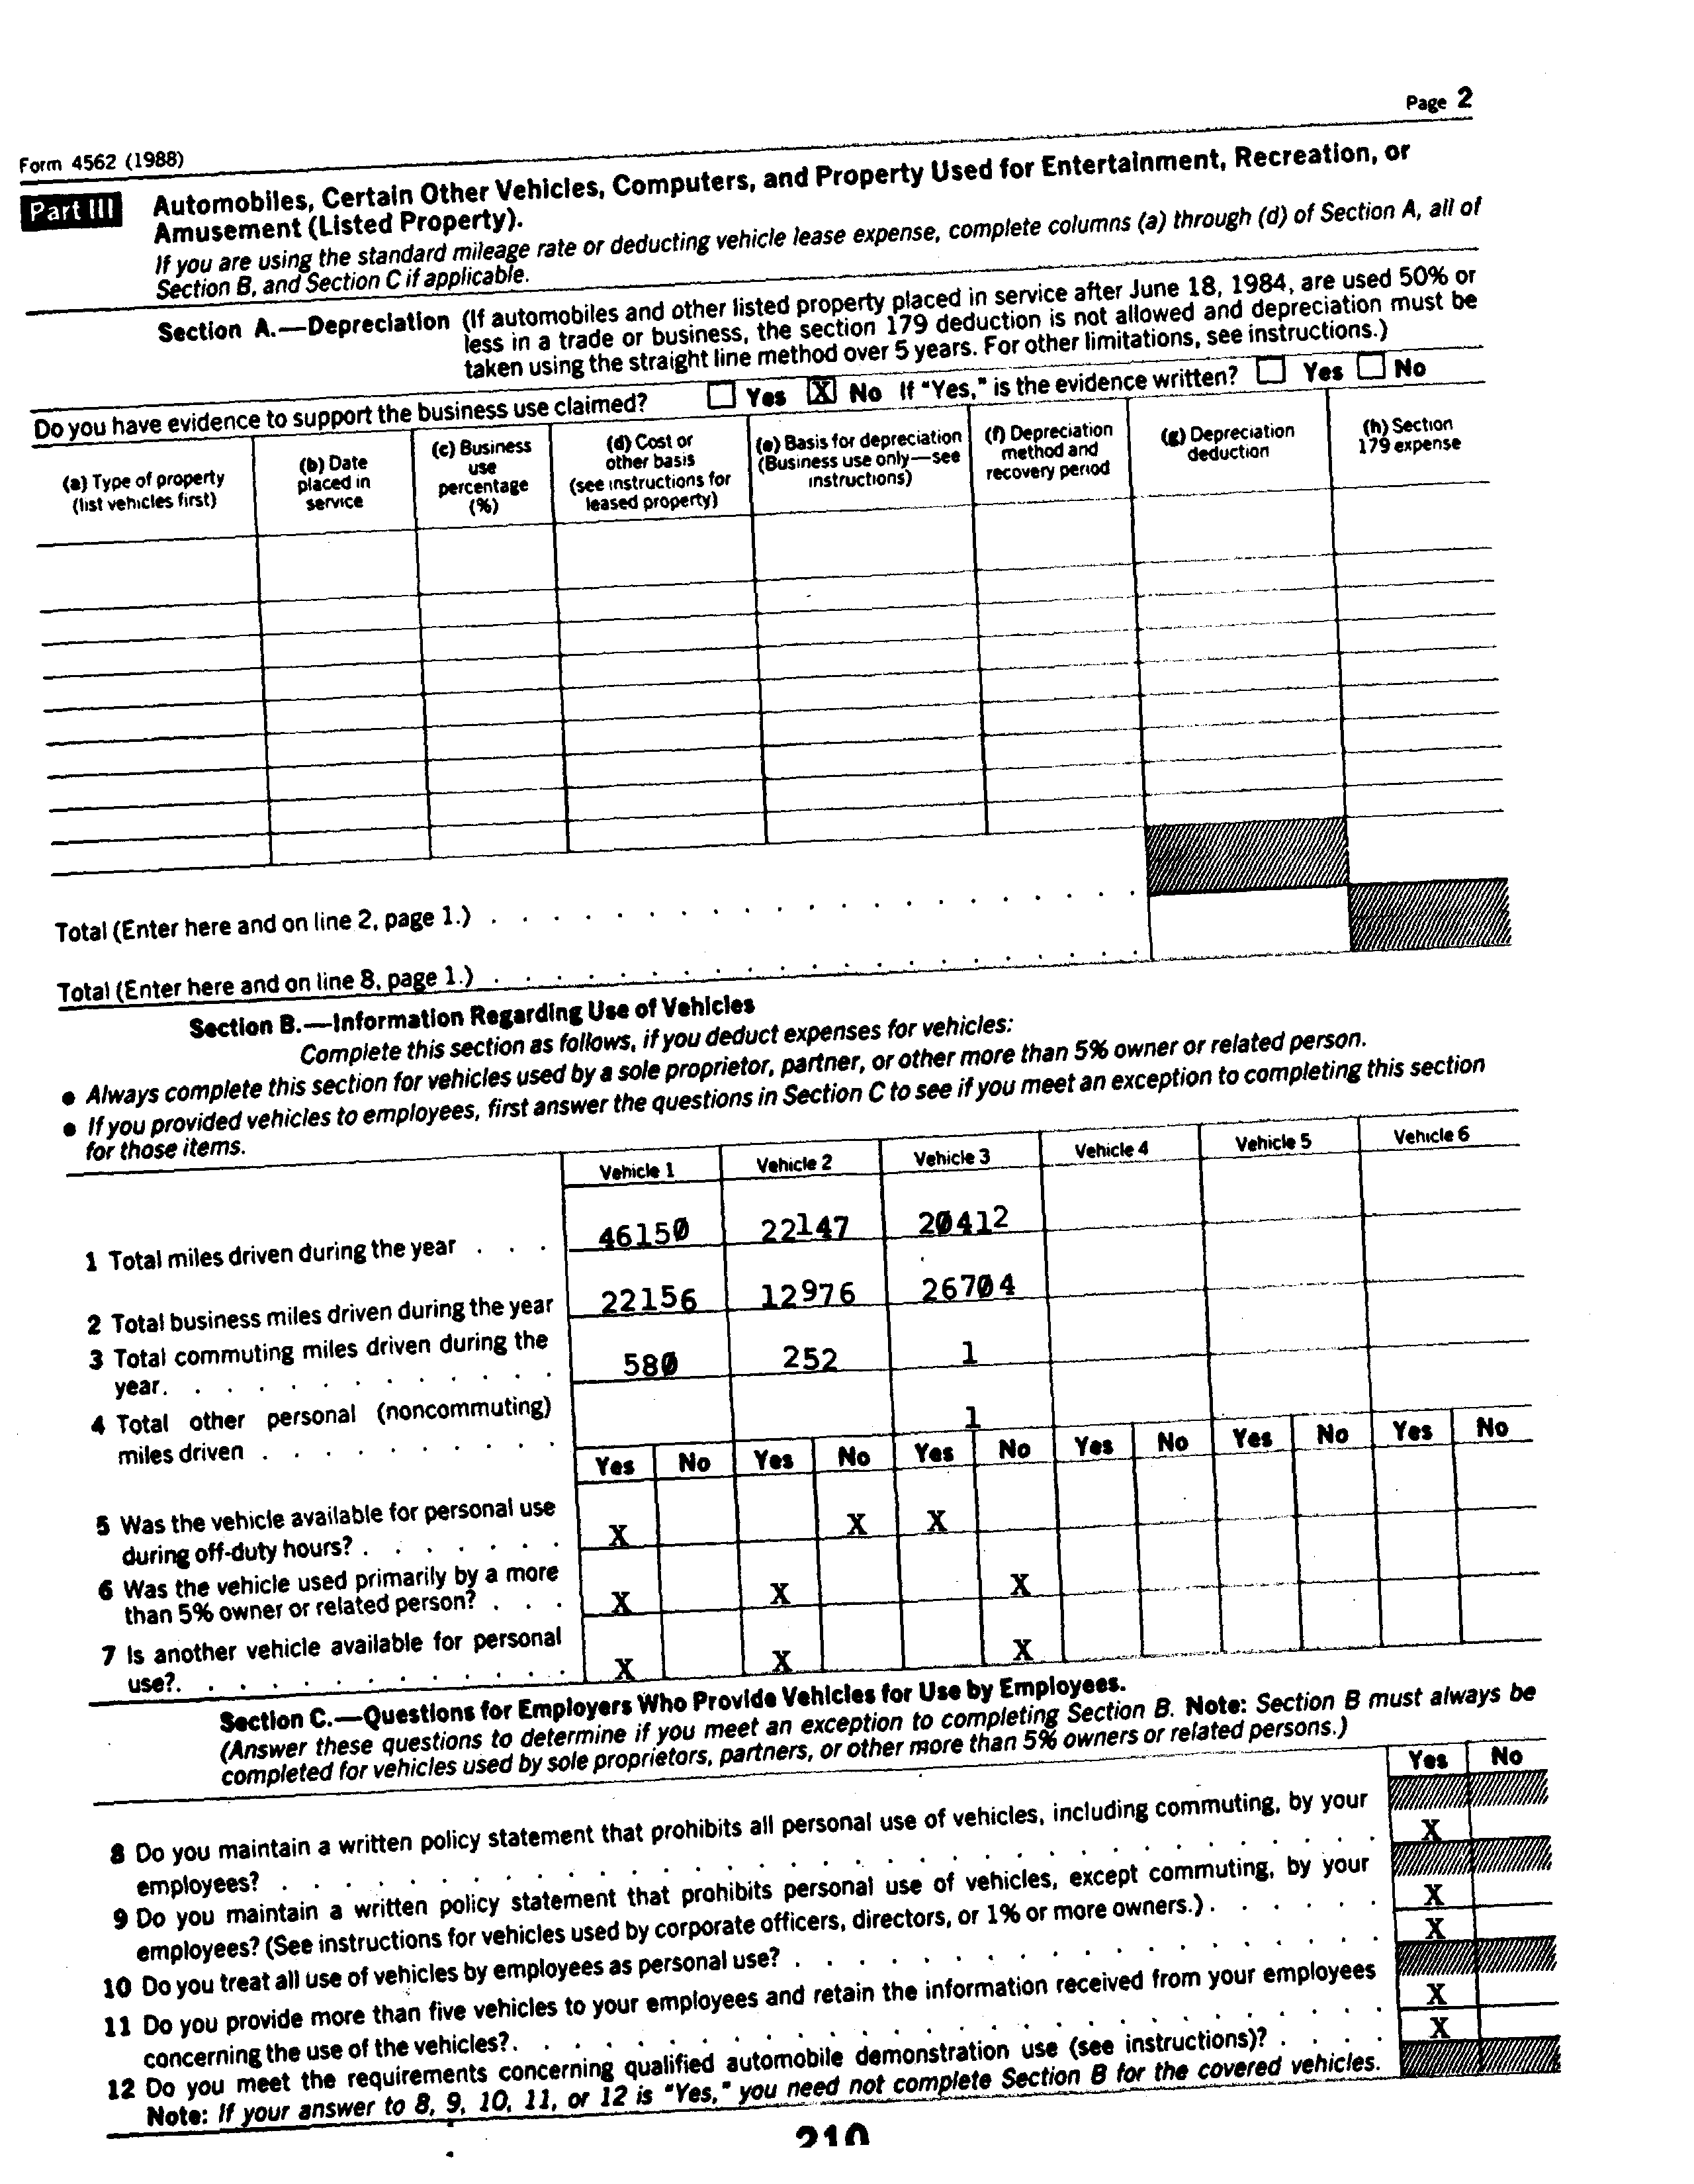 Page 2
Form 4562 (1988)
Part III Automobiles, Certain Other Vehicles, Computers, and Property Used for Entertainment, Recreation, or
Amusement (Listed Property).
If you are using the standard mileage rate or deducting vehicle lease expense, complete columns (a) through (d) of Section A, all of
Section B, and Section C if applicable.
Section A.—Depreciation (If automobiles and other listed property placed in service after June 18, 1984, are used 50% or
less in a trade or business, the section 179 deduction is not allowed and depreciation must be
taken using the straight line method over 5 years. For other limitations, see instructions.)
Do you have evidence to support the business use claimed? Yes X No If "Yes," is the evidence written? Yes No
(a) Type of property
(list vehicles first)
(b) Date
placed in
service
(c) Business
use
percentage
(%)
(d) Cost or
other basis
(see instructions for
leased property)
(e) Basis for depreciation
(Business use only—see
instructions)
(f) Depreciation
method and
recovery period
(g) Depreciation
deduction
(h) Section
179 expense
Total (Enter here and on line 2, page 1.) . . . . . . . . . . . . . . . . . . . . .
Total (Enter here and on line 8, page 1.) . . . . . . . . . . . . . . . . . . . . .
Section B.—Information Regarding Use of Vehicles
Complete this section as follows, if you deduct expenses for vehicles:
● Always complete this section for vehicles used by a sole proprietor, partner, or other more than 5% owner or related person.
● If you provided vehicles to employees, first answer the questions in Section C to see if you meet an exception to completing this section
for those items.
Vehicle 1 Vehicle 2 Vehicle 3 Vehicle 4 Vehicle 5 Vehicle 6
1 Total miles driven during the year . . . 46150 22147 20412
2 Total business miles driven during the year 22156 12976 26704
3 Total commuting miles driven during the
year. . . . . . . . . . . . . 580 252 1
4 Total other personal (noncommuting)
miles driven . . . . . . . . . . 1
Yes No Yes No Yes No Yes No Yes No Yes No
5 Was the vehicle available for personal use
during off-duty hours? . . . . . . . X X X
6 Was the vehicle used primarily by a more
than 5% owner or related person? . . . X X X
7 Is another vehicle available for personal
use?. . . . . . . . . . . . . X X X
Section C.—Questions for Employers Who Provide Vehicles for Use by Employees.
(Answer these questions to determine if you meet an exception to completing Section B. Note: Section B must always be
completed for vehicles used by sole proprietors, partners, or other more than 5% owners or related persons.)
Yes No
8 Do you maintain a written policy statement that prohibits all personal use of vehicles, including commuting, by your
employees? . . . . . . . . . . . . . . . . . . . . . . X
9 Do you maintain a written policy statement that prohibits personal use of vehicles, except commuting, by your
employees? (See instructions for vehicles used by corporate officers, directors, or 1% or more owners.) . . . . . . X
10 Do you treat all use of vehicles by employees as personal use? . . . . . . . . . . . . . . . X
11 Do you provide more than five vehicles to your employees and retain the information received from your employees
concerning the use of the vehicles?. . . . . . . . . . . . . . . . . . . . . X
12 Do you meet the requirements concerning qualified automobile demonstration use (see instructions)? . . . . X
Note: If your answer to 8, 9, 10, 11, or 12 is "Yes," you need not complete Section B for the covered vehicles.
210